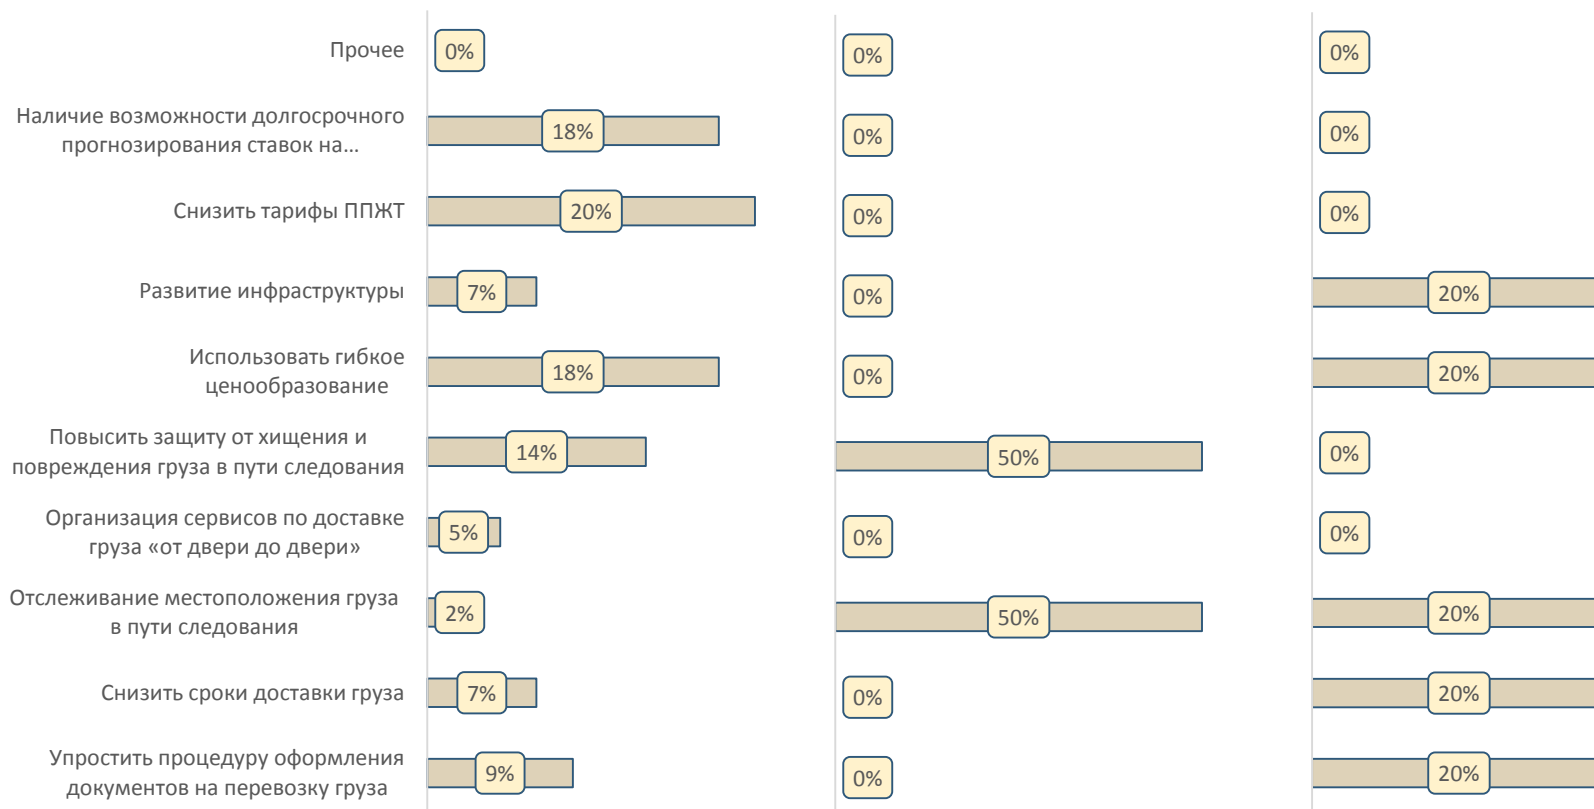 Прочее
0%
0%
0%
Наличие возможности долгосрочного
прогнозирования ставок на...
18%
0%
0%
Снизить тарифы ППЖТ
20%
0%
0%
Развитие инфраструктуры
7%
0%
20%
Использовать гибкое
ценообразование
18%
0%
20%
Повысить защиту от хищения и
повреждения груза в пути следования
14%
50%
0%
Организация сервисов по доставке
груза «от двери до двери»
5%
0%
0%
Отслеживание местоположения груза
в пути следования
2%
50%
20%
Снизить сроки доставки груза
7%
0%
20%
Упростить процедуру оформления
документов на перевозку груза
9%
0%
20%